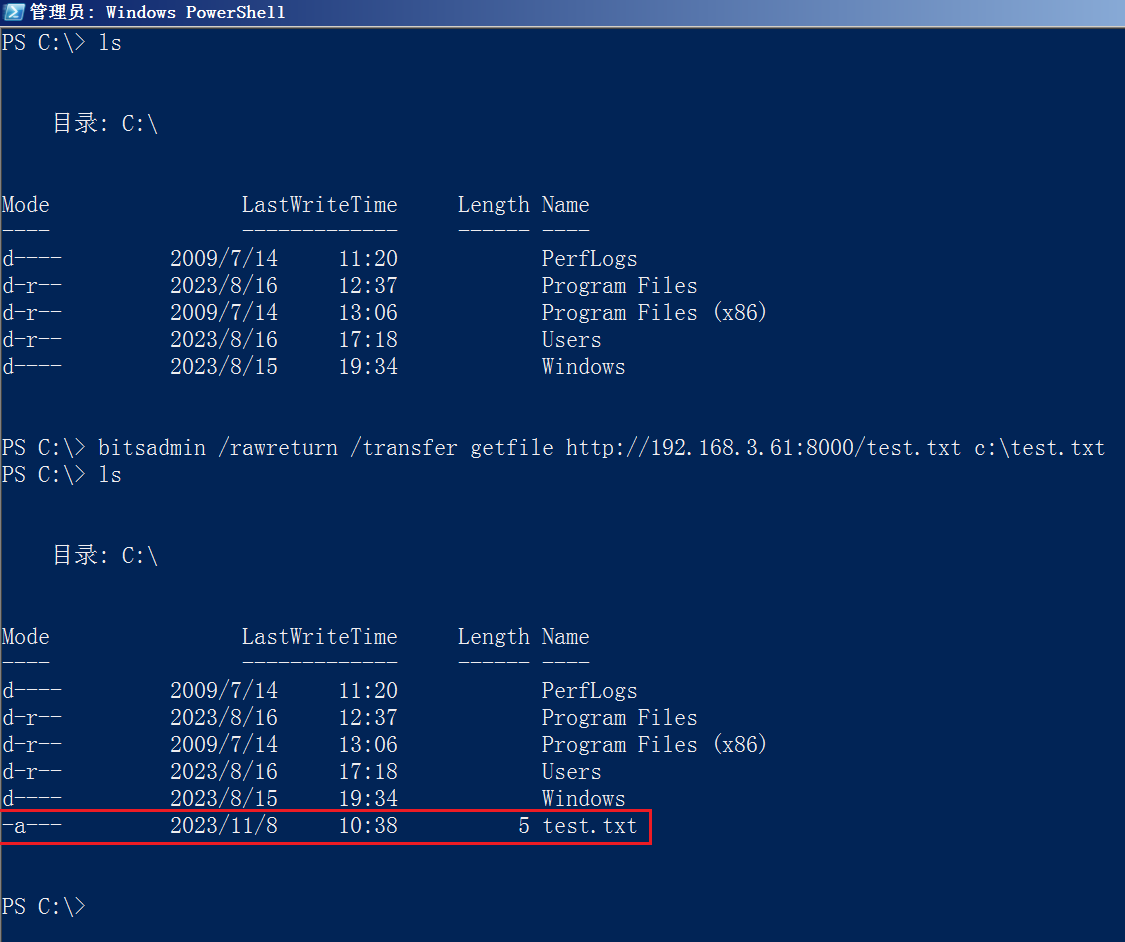 管理员: Windows PowerShell
PS C:\> ls
目录: C:\
Mode                LastWriteTime     Length Name
----                -------------     ------ ----
d----         2009/7/14     11:20            PerfLogs
d-r--         2023/8/16     12:37            Program Files
d-r--         2009/7/14     13:06            Program Files (x86)
d-r--         2023/8/16     17:18            Users
d----         2023/8/15     19:34            Windows
PS C:\> bitsadmin /rawreturn /transfer getfile http://192.168.3.61:8000/test.txt c:\test.txt
PS C:\> ls
目录: C:\
Mode                LastWriteTime     Length Name
----                -------------     ------ ----
d----         2009/7/14     11:20            PerfLogs
d-r--         2023/8/16     12:37            Program Files
d-r--         2009/7/14     13:06            Program Files (x86)
d-r--         2023/8/16     17:18            Users
d----         2023/8/15     19:34            Windows
-a---         2023/11/8     10:38          5 test.txt
PS C:\>